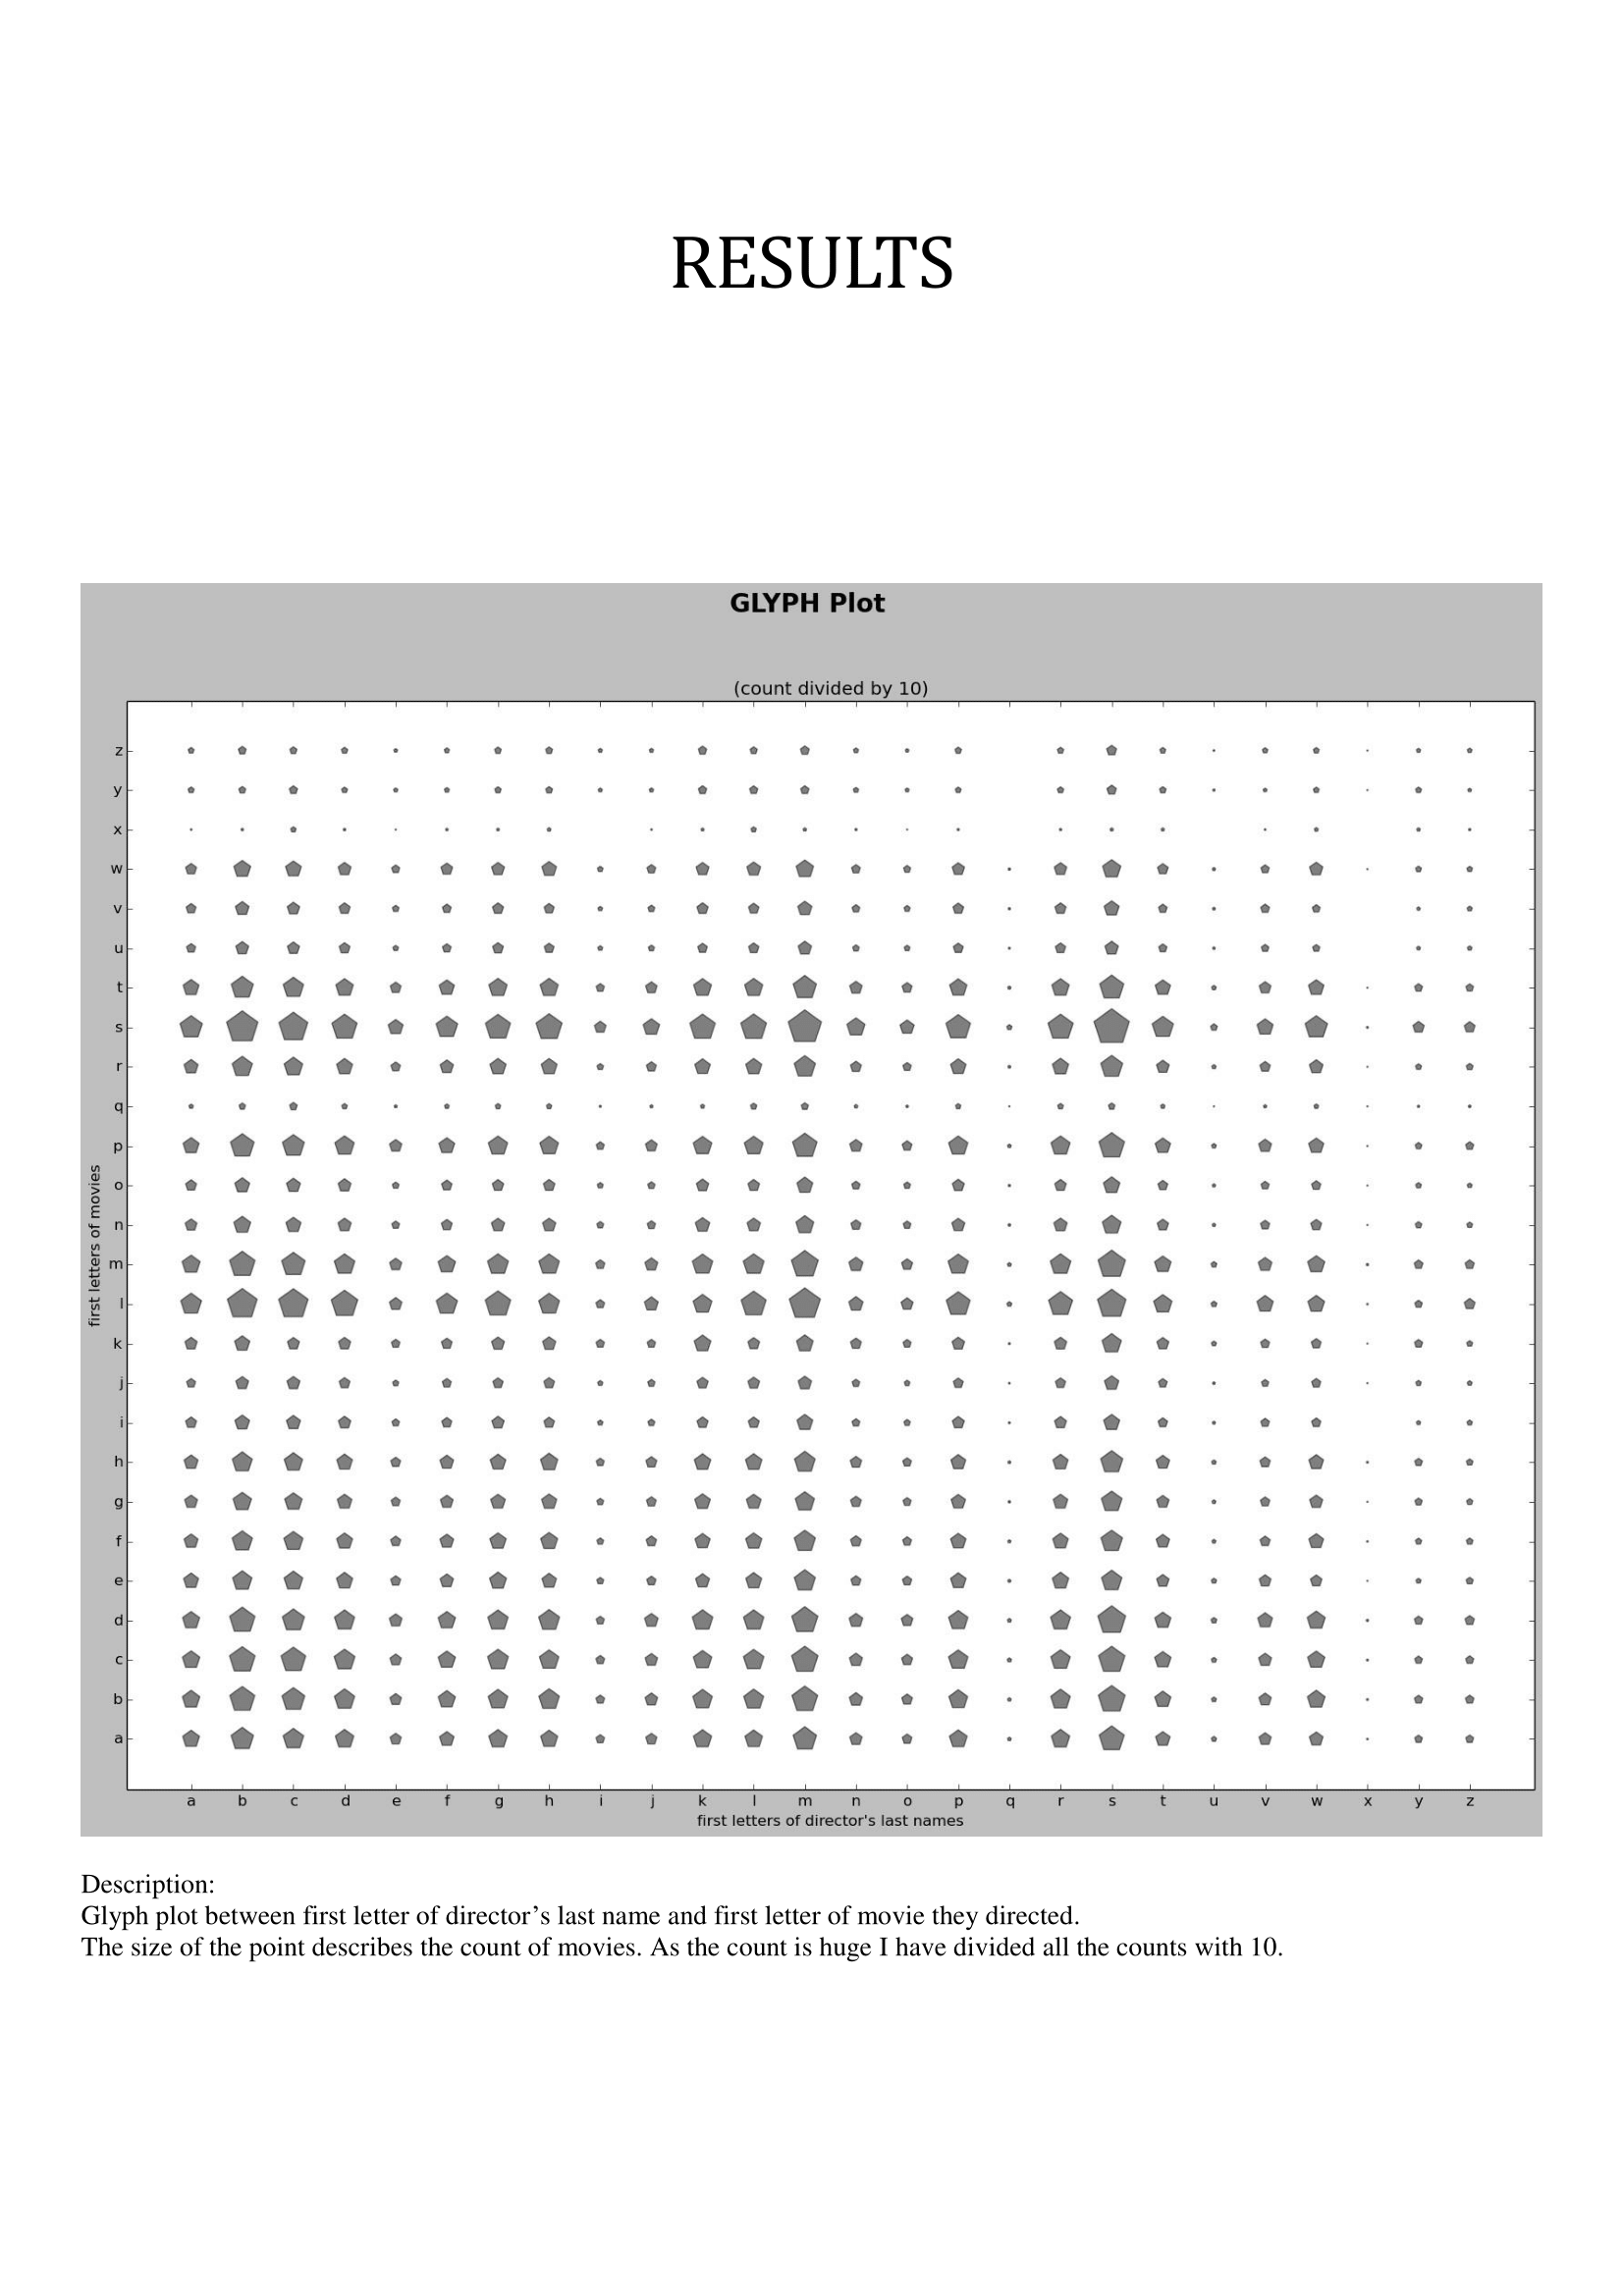 RESULTS
GLYPH Plot
(count divided by 10)
z
y
x
w
v
u
t
s
r
q
p
o
n
m
l
k
j
i
h
g
f
e
d
c
b
a
first letters of movies
a b c d e f g h i j k l m n o p q r s t u v w x y z
first letters of director's last names
Description:
Glyph plot between first letter of director’s last name and first letter of movie they directed.
The size of the point describes the count of movies. As the count is huge I have divided all the counts with 10.